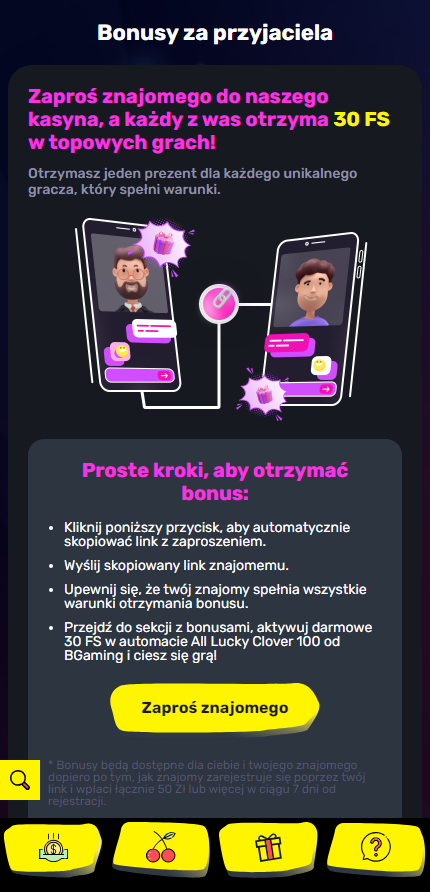 Bonusy za przyjaciela
Zaproś znajomego do naszego
kasyna, a każdy z was otrzyma 30 FS
w topowych grach!
Otrzymasz jeden prezent dla każdego unikalnego
gracza, który spełni warunki.
Proste kroki, aby otrzymać
bonus:
• Kliknij poniższy przycisk, aby automatycznie
skopiować link z zaproszeniem.
• Wyślij skopiowany link znajomemu.
• Upewnij się, że twój znajomy spełnia wszystkie
warunki otrzymania bonusu.
• Przejdź do sekcji z bonusami, aktywuj darmowe
30 FS w automacie All Lucky Clover 100 od
BGaming i ciesz się grą!
Zaproś znajomego
* Bonusy będą dostępne dla ciebie i twojego znajomego
dopiero po tym, jak znajomy zarejestruje się poprzez twój
link i wpłaci łącznie 50 Zł lub więcej w ciągu 7 dni od
rejestracji.